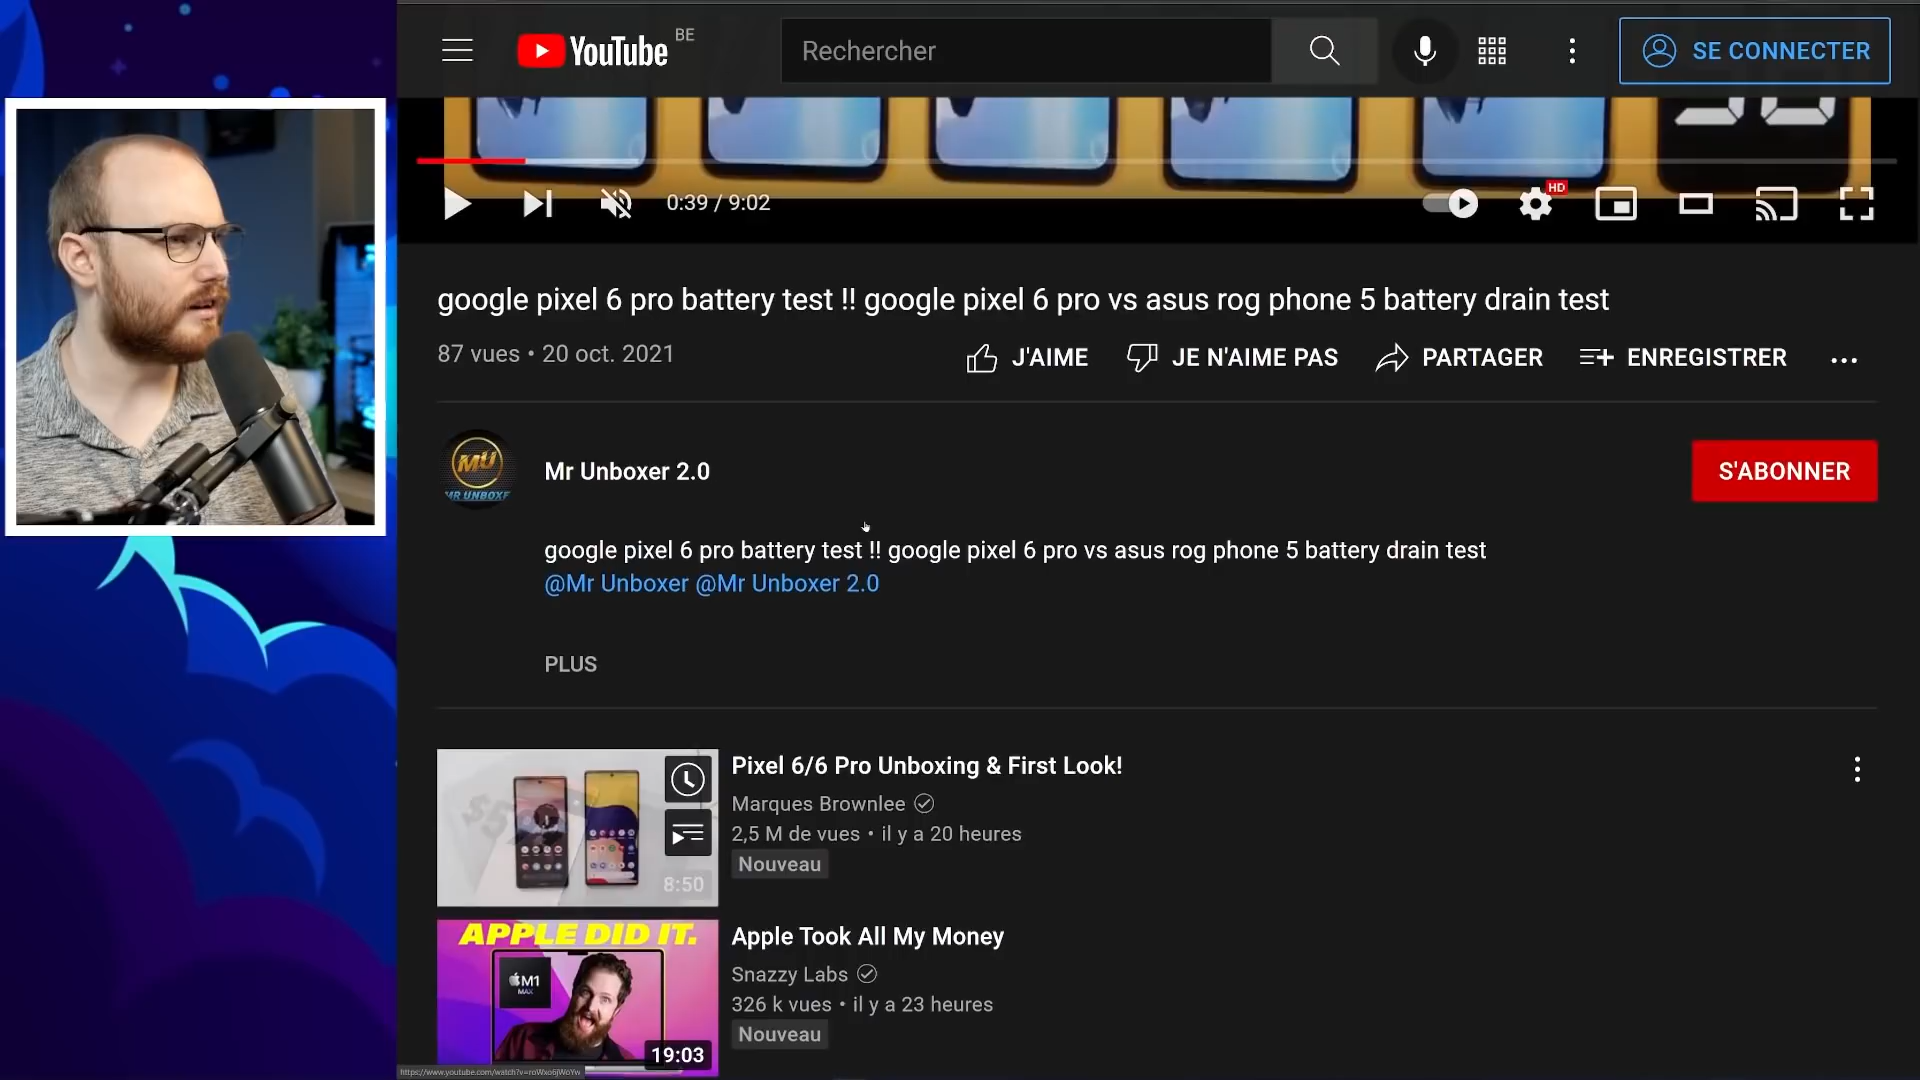 YouTube BE
Rechercher
SE CONNECTER
0:39 / 9:02
HD
google pixel 6 pro battery test !! google pixel 6 pro vs asus rog phone 5 battery drain test
87 vues • 20 oct. 2021
J'AIME
JE N'AIME PAS
PARTAGER
ENREGISTRER
MU
MR UNBOXE
Mr Unboxer 2.0
S'ABONNER
google pixel 6 pro battery test !! google pixel 6 pro vs asus rog phone 5 battery drain test
@Mr Unboxer @Mr Unboxer 2.0
PLUS
8:50
Pixel 6/6 Pro Unboxing & First Look!
Marques Brownlee
2,5 M de vues • il y a 20 heures
Nouveau
APPLE DID IT.
M1
MAX
19:03
Apple Took All My Money
Snazzy Labs
326 k vues • il y a 23 heures
Nouveau